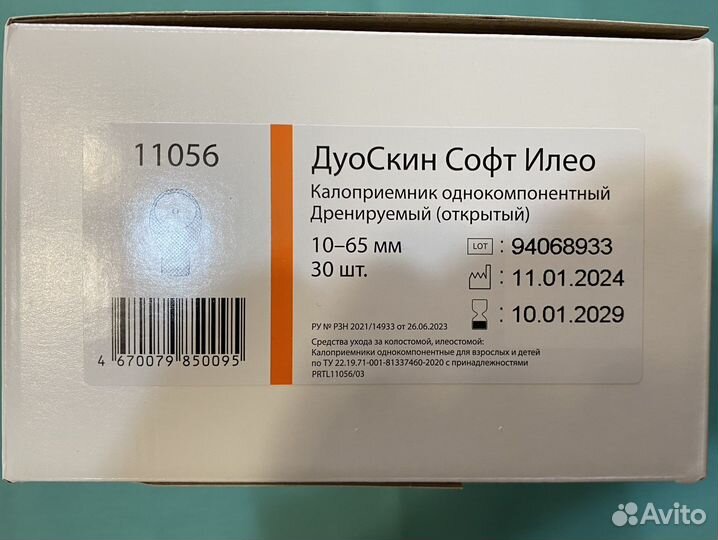 11056
4 670079 850095
ДуоСкин Софт Илео
Калоприемник однокомпонентный
Дренируемый (открытый)
10–65 мм
30 шт.
LOT : 94068933
: 11.01.2024
: 10.01.2029
РУ № РЗН 2021/14933 от 26.06.2023
Средства ухода за колостомой, илеостомой:
Калоприемники однокомпонентные для взрослых и детей
по ТУ 22.19.71-001-81337460-2020 с принадлежностями
PRTL11056/03
Avito